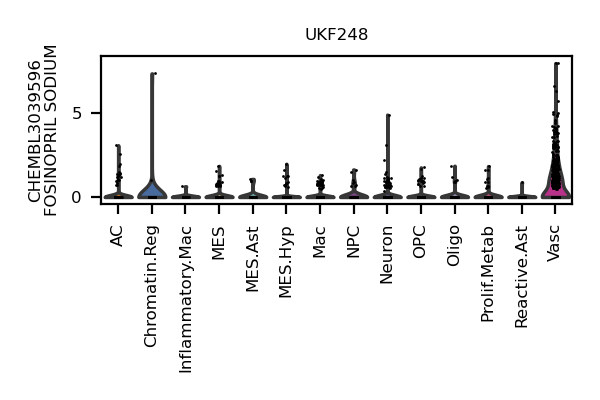 UKF248
CHEMBL3039596
FOSINOPRIL SODIUM
5
0
AC
Chromatin.Reg
Inflammatory.Mac
MES
MES.Ast
MES.Hyp
Mac
NPC
Neuron
OPC
Oligo
Prolif.Metab
Reactive.Ast
Vasc